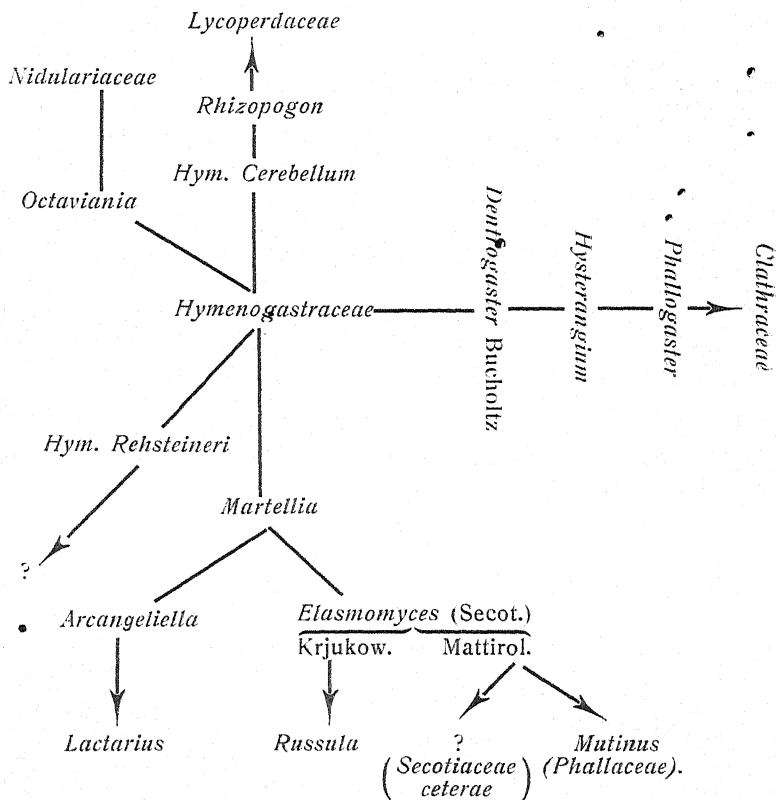 Lycoperdaceae
Nidulariaceae
Rhizopogon
Hym. Cerebellum
Octaviania
Hymenogastraceae
Dentrogaster Bucholtz
Hysterangium
Phallogaster
Clathraceae
Hym. Rehsteineri
Martellia
?
Arcangeliella
Elasmomyces (Secot.)
Krjukow. Mattirol.
Lactarius
Russula
?
(Secotiaceae
ceterae)
Mutinus
(Phallaceae).